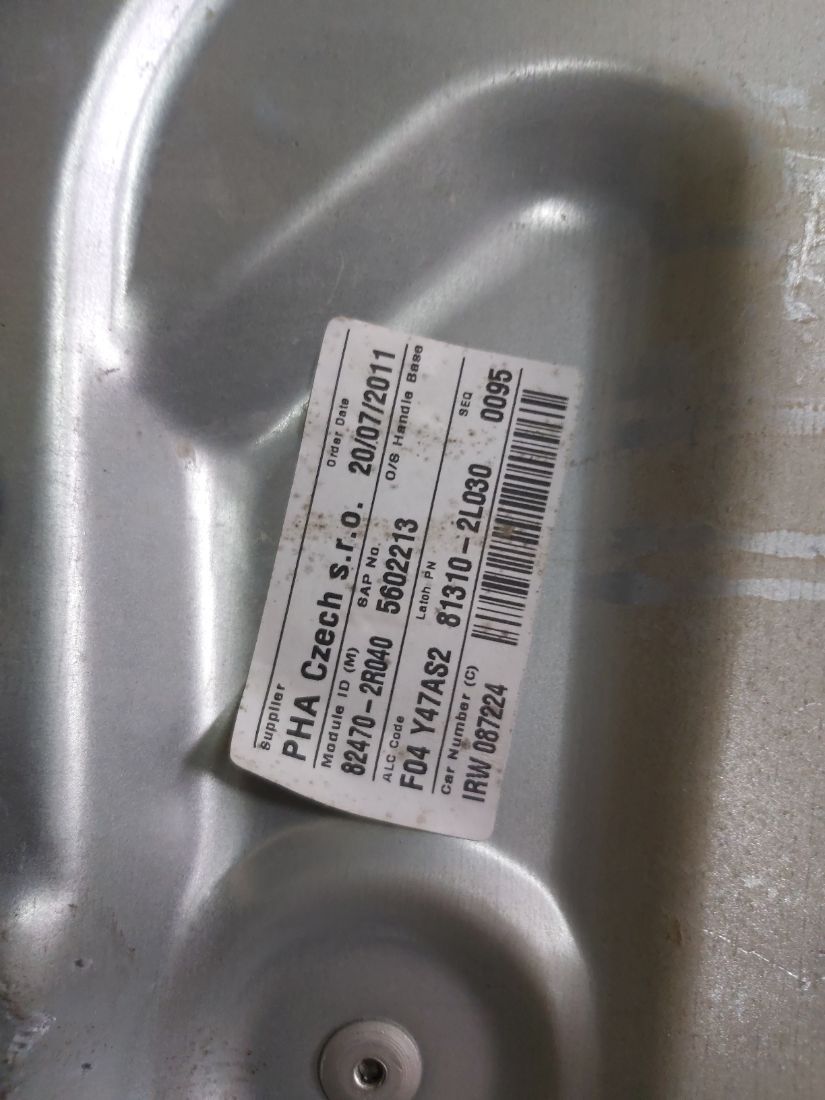 Supplier Order Date
PHA Czech s.r.o. 20/07/2011
Module ID (M) SAP No. O/S Handle Base
82470-2R040 5602213
ALC Code Latch PN
F04 Y47AS2 81310-2L030
Car Number (C) SEQ
IRW 087224 0095